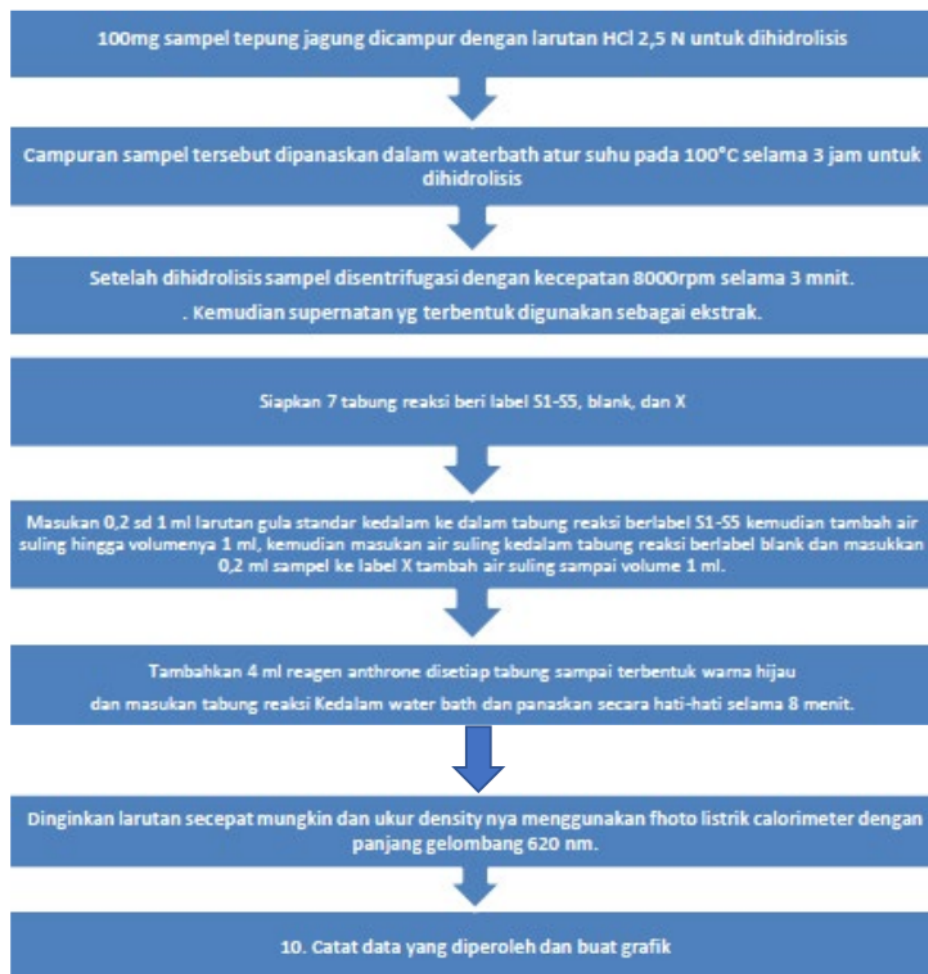 100mg sampel tepung jagung dicampur dengan larutan HCl 2,5 N untuk dihidrolisis
Campuran sampel tersebut dipanaskan dalam waterbath atur suhu pada 100°C selama 3 jam untuk
dihidrolisis
Setelah dihidrolisis sampel disentrifugasi dengan kecepatan 8000rpm selama 3 mnit.
. Kemudian supernatan yg terbentuk digunakan sebagai ekstrak.
Siapkan 7 tabung reaksi beri label S1-S5, blank, dan X
Masukan 0,2 sd 1 ml larutan gula standar kedalam ke dalam tabung reaksi berlabel S1-S5 kemudian tambah air
suling hingga volumenya 1 ml, kemudian masukan air suling kedalam tabung reaksi berlabel blank dan masukkan
0,2 ml sampel ke label X tambah air suling sampai volume 1 ml.
Tambahkan 4 ml reagen anthrone disetiap tabung sampai terbentuk warna hijau
dan masukan tabung reaksi Kedalam water bath dan panaskan secara hati-hati selama 8 menit.
Dinginkan larutan secepat mungkin dan ukur density nya menggunakan fhoto listrik calorimeter dengan
panjang gelombang 620 nm.
10. Catat data yang diperoleh dan buat grafik